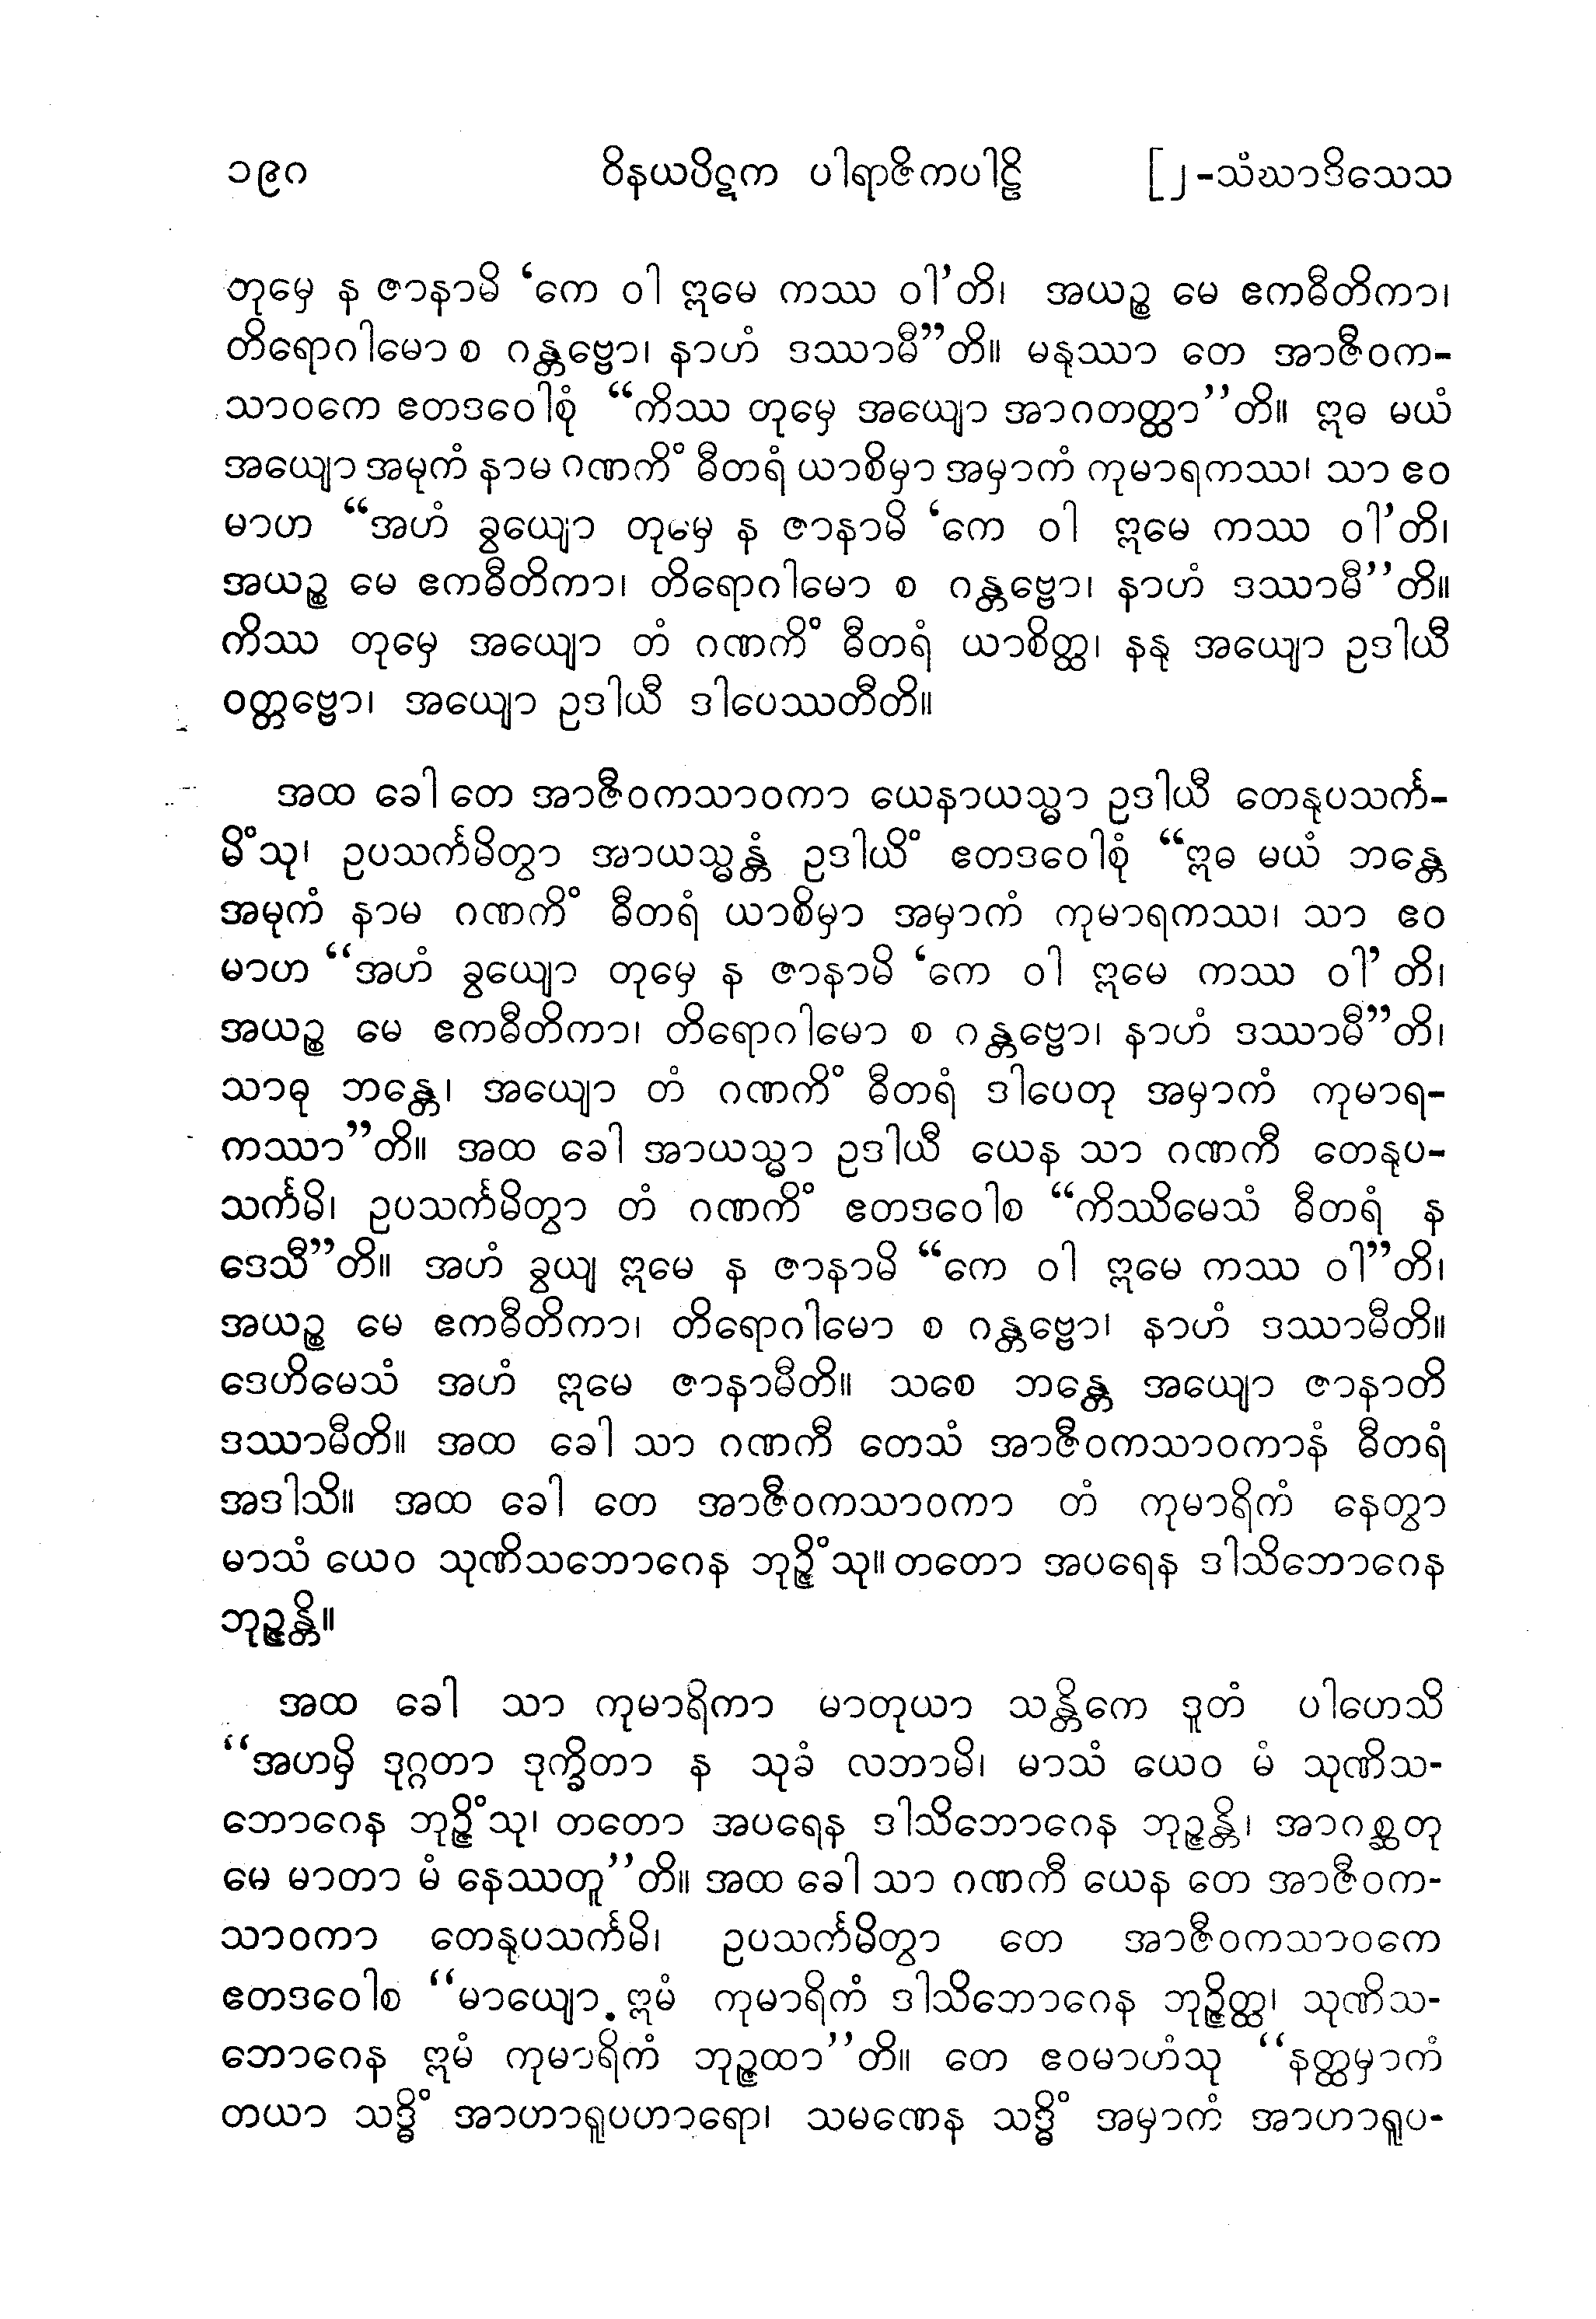 ၁၉၀ ဝိနယပိဋက ပါရာဇိကပါဠိ [၂-သံဃာဒိသေသ
တုမှေ န ဇာနာမိ ‘ကေ ဝါ ဣမေ ကဿ ဝါ’တိ၊ အယဉ္စ မေ ဧကဓီတိကာ၊
တိရောဂါမော စ ဂန္တဗ္ဗော၊ နာဟံ ဒဿာမီ”တိ။ မနုဿာ တေ အာဇီဝက-
သာဝကေ ဧတဒဝေါစုံ “ကိဿ တုမှေ အယျော အာဂတတ္ထာ”တိ။ ဣဓ မယံ
အယျော အမုကံ နာမ ဂဏကိံ ဓီတရံ ယာစိမှာ အမှာကံ ကုမာရကဿ၊ သာ ဧဝ
မာဟ “အဟံ ခွယျော တုမှေ န ဇာနာမိ ‘ကေ ဝါ ဣမေ ကဿ ဝါ’တိ၊
အယဉ္စ မေ ဧကဓီတိကာ၊ တိရောဂါမော စ ဂန္တဗ္ဗော၊ နာဟံ ဒဿာမီ”တိ။
ကိဿ တုမှေ အယျော တံ ဂဏကိံ ဓီတရံ ယာစိတ္ထ၊ နနု အယျော ဥဒါယီ
ဝတ္တဗ္ဗော၊ အယျော ဥဒါယီ ဒါပေဿတီတိ။
အထ ခေါ တေ အာဇီဝကသာဝကာ ယေနာယသ္မာ ဥဒါယီ တေနုပသင်္က-
မိံသု၊ ဥပသင်္ကမိတွာ အာယသ္မန္တံ ဥဒါယိံ ဧတဒဝေါစုံ “ဣဓ မယံ ဘန္တေ
အမုကံ နာမ ဂဏကိံ ဓီတရံ ယာစိမှာ အမှာကံ ကုမာရကဿ၊ သာ ဧဝ
မာဟ “အဟံ ခွယျော တုမှေ န ဇာနာမိ ‘ကေ ဝါ ဣမေ ကဿ ဝါ’ တိ၊
အယဉ္စ မေ ဧကဓီတိကာ၊ တိရောဂါမော စ ဂန္တဗ္ဗော၊ နာဟံ ဒဿာမီ”တိ၊
သာဓု ဘန္တေ၊ အယျော တံ ဂဏကိံ ဓီတရံ ဒါပေတု အမှာကံ ကုမာရ-
ကဿာ”တိ။ အထ ခေါ အာယသ္မာ ဥဒါယီ ယေန သာ ဂဏကီ တေနုပ-
သင်္ကမိ၊ ဥပသင်္ကမိတွာ တံ ဂဏကိံ ဧတဒဝေါစ “ကိဿိမေသံ ဓီတရံ န
ဒေသီ”တိ။ အဟံ ခွယျ ဣမေ န ဇာနာမိ “ကေ ဝါ ဣမေ ကဿ ဝါ”တိ၊
အယဉ္စ မေ ဧကဓီတိကာ၊ တိရောဂါမော စ ဂန္တဗ္ဗော၊ နာဟံ ဒဿာမီတိ။
ဒေဟိမေသံ အဟံ ဣမေ ဇာနာမီတိ။ သစေ ဘန္တေ အယျော ဇာနာတိ
ဒဿာမီတိ။ အထ ခေါ သာ ဂဏကီ တေသံ အာဇီဝကသာဝကာနံ ဓီတရံ
အဒါသိ။ အထ ခေါ တေ အာဇီဝကသာဝကာ တံ ကုမာရိကံ နေတွာ
မာသံ ယေဝ သုဏိသဘောဂေန ဘုဉ္ဇိံသု။ တတော အပရေန ဒါသိဘောဂေန
ဘုဉ္ဇန္တိ။
အထ ခေါ သာ ကုမာရိကာ မာတုယာ သန္တိကေ ဒူတံ ပါဟေသိ
“အဟမှိ ဒုဂ္ဂတာ ဒုက္ခိတာ န သုခံ လဘာမိ၊ မာသံ ယေဝ မံ သုဏိသ-
ဘောဂေန ဘုဉ္ဇိံသု၊ တတော အပရေန ဒါသိဘောဂေန ဘုဉ္ဇန္တိ၊ အာဂစ္ဆတု
မေ မာတာ မံ နေဿတူ”တိ။ အထ ခေါ သာ ဂဏကီ ယေန တေ အာဇီဝက-
သာဝကာ တေနုပသင်္ကမိ၊ ဥပသင်္ကမိတွာ တေ အာဇီဝကသာဝကေ
ဧတဒဝေါစ “မာယျော ဣမံ ကုမာရိကံ ဒါသိဘောဂေန ဘုဉ္ဇိတ္ထ၊ သုဏိသ-
ဘောဂေန ဣမံ ကုမာရိကံ ဘုဉ္ဇထာ”တိ။ တေ ဧဝမာဟံသု “နတ္ထမှာကံ
တယာ သဒ္ဓိံ အာဟာရူပဟာရော၊ သမဏေန သဒ္ဓိံ အမှာကံ အာဟာရူပ-